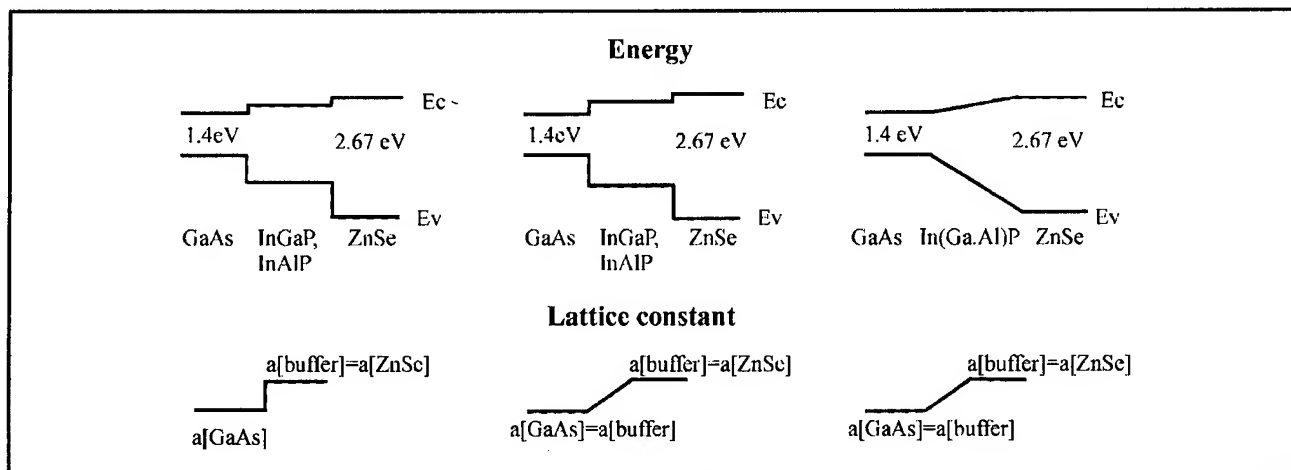 Energy
Ec
Ec
Ec
1.4eV
2.67 eV
1.4eV
2.67 eV
1.4 eV
2.67 eV
Ev
Ev
Ev
GaAs
InGaP,
InAlP
ZnSe
GaAs
InGaP,
InAlP
ZnSe
GaAs
In(Ga.Al)P
ZnSe
Lattice constant
a[buffer]=a[ZnSe]
a[buffer]=a[ZnSe]
a[buffer]=a[ZnSe]
a[GaAs]
a[GaAs]=a[buffer]
a[GaAs]=a[buffer]